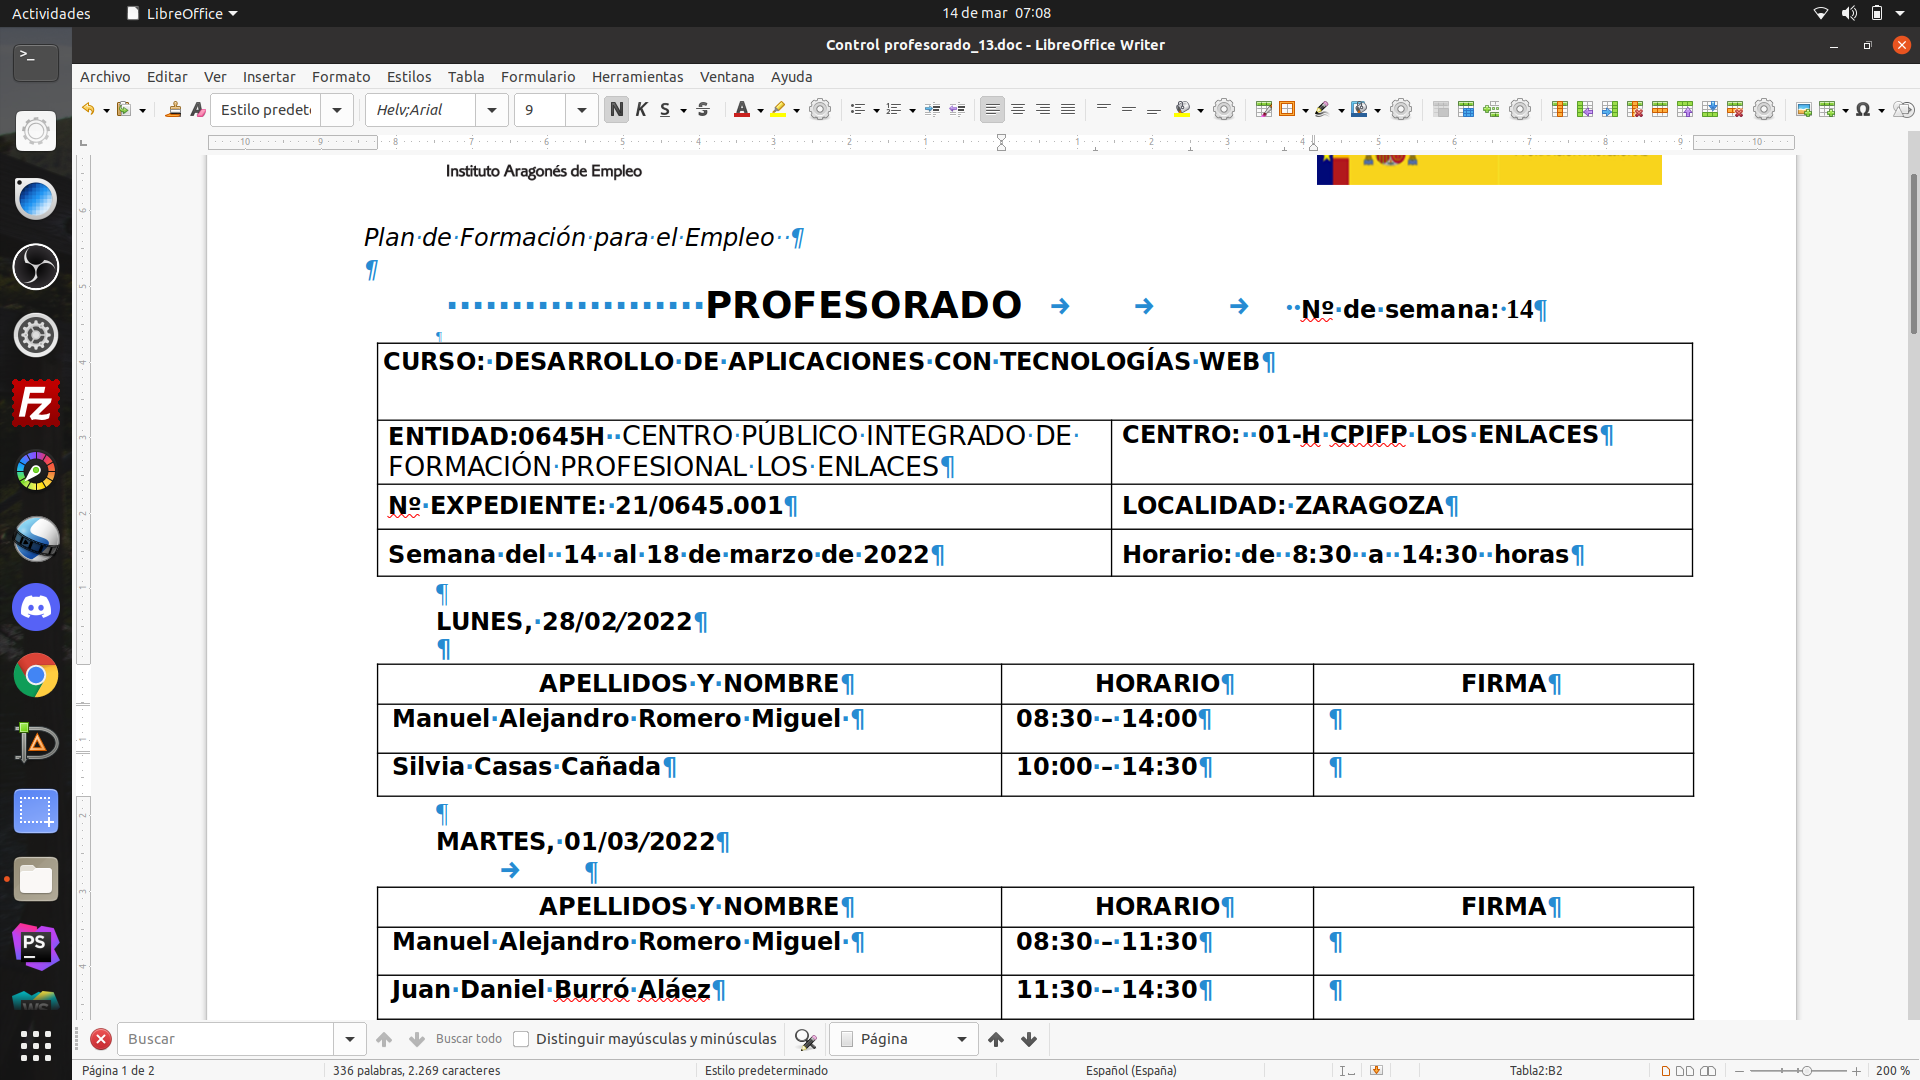 Actividades
LibreOffice
14 de mar 07:08
Control profesorado_13.doc - LibreOffice Writer
Archivo Editar Ver Insertar Formato Estilos Tabla Formulario Herramientas Ventana Ayuda
Estilo predet
Helv;Arial
9
Instituto Aragonés de Empleo
Plan de Formación para el Empleo
PROFESORADO Nº de semana: 14
CURSO: DESARROLLO DE APLICACIONES CON TECNOLOGÍAS WEB
ENTIDAD:0645H CENTRO PÚBLICO INTEGRADO DE
FORMACIÓN PROFESIONAL LOS ENLACES
CENTRO: 01-H CPIFP LOS ENLACES
Nº EXPEDIENTE: 21/0645.001
LOCALIDAD: ZARAGOZA
Semana del 14 al 18 de marzo de 2022
Horario: de 8:30 a 14:30 horas
LUNES, 28/02/2022
APELLIDOS Y NOMBRE HORARIO FIRMA
Manuel Alejandro Romero Miguel 08:30 – 14:00
Silvia Casas Cañada 10:00 – 14:30
MARTES, 01/03/2022
APELLIDOS Y NOMBRE HORARIO FIRMA
Manuel Alejandro Romero Miguel 08:30 – 11:30
Juan Daniel Burró Aláez 11:30 – 14:30
Buscar
Buscar todo
Distinguir mayúsculas y minúsculas
Página
Página 1 de 2
336 palabras, 2.269 caracteres
Estilo predeterminado
Español (España)
Tabla2:B2
200 %